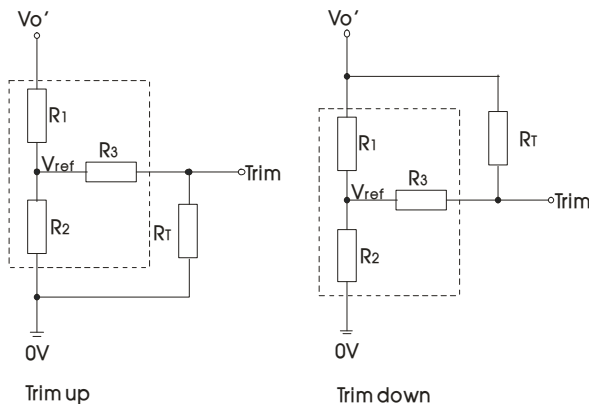 Vo'
R1
Vref
R3
Trim
R2
RT
0V
Trim up
Vo'
R1
RT
Vref
R3
Trim
R2
0V
Trim down